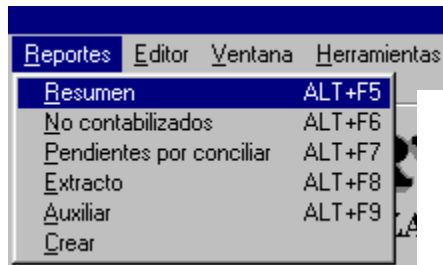 Reportes Editor Ventana Herramientas
Resumen ALT+F5
No contabilizados ALT+F6
Pendientes por conciliar ALT+F7
Extracto ALT+F8
Auxiliar ALT+F9
Crear